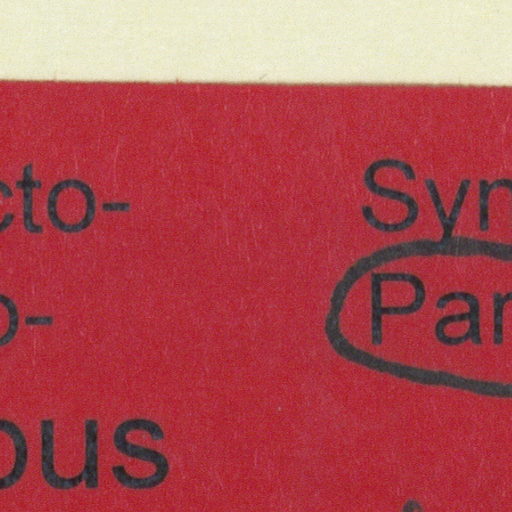 cto-
o-
ous
Syn
Par